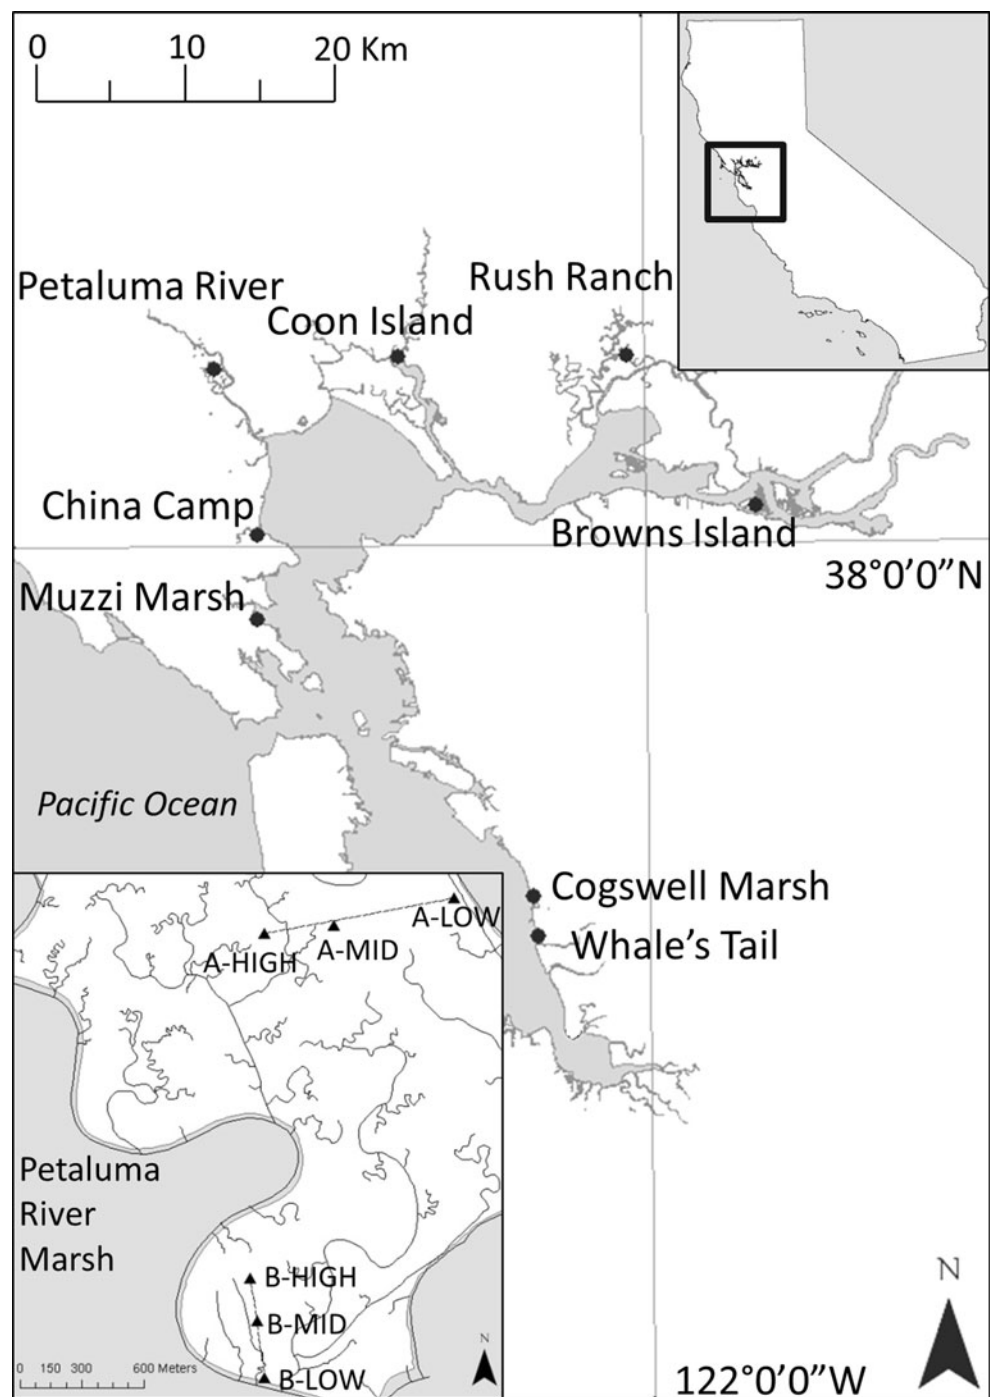 0 10 20 Km
Petaluma River
Rush Ranch
Coon Island
China Camp
Browns Island
38°0’0”N
Muzzi Marsh
Pacific Ocean
Cogswell Marsh
Whale’s Tail
A-LOW
A-MID
A-HIGH
Petaluma
River
Marsh
B-HIGH
B-MID
B-LOW
0 150 300 600 Meters
N
N
122°0’0”W